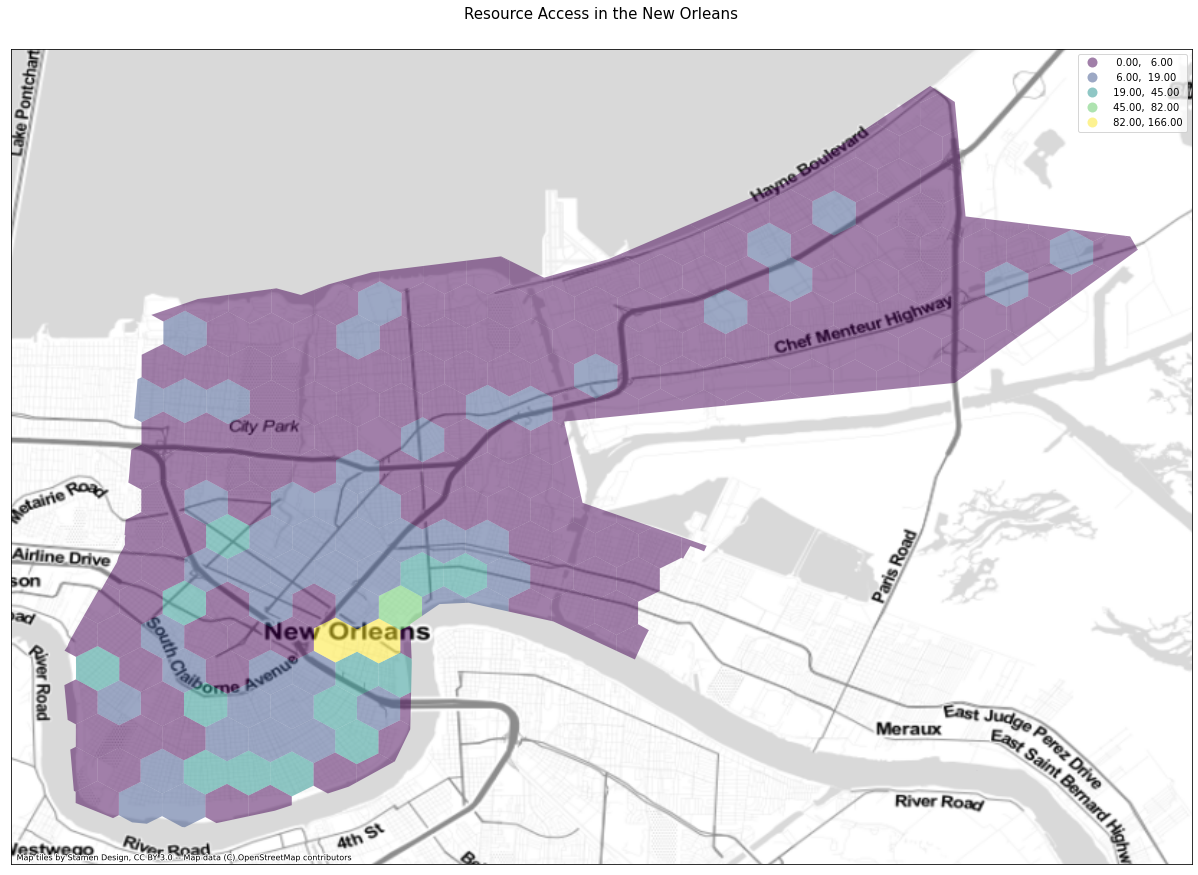 Resource Access in the New Orleans
0.00, 6.00
6.00, 19.00
19.00, 45.00
45.00, 82.00
82.00, 166.00
Lake Pontchart
Hayne Boulevard
Chef Menteur Highway
City Park
Metairie Road
Airline Drive
son
oad
River Road
South Claiborne Avenue
New Orleans
Paris Road
Meraux
East Judge Perez Drive
East Saint Bernard Highw
River Road
4th St
River Road
Westwego
Map tiles by Stamen Design, CC BY 3.0 -- Map data (C) OpenStreetMap contributors